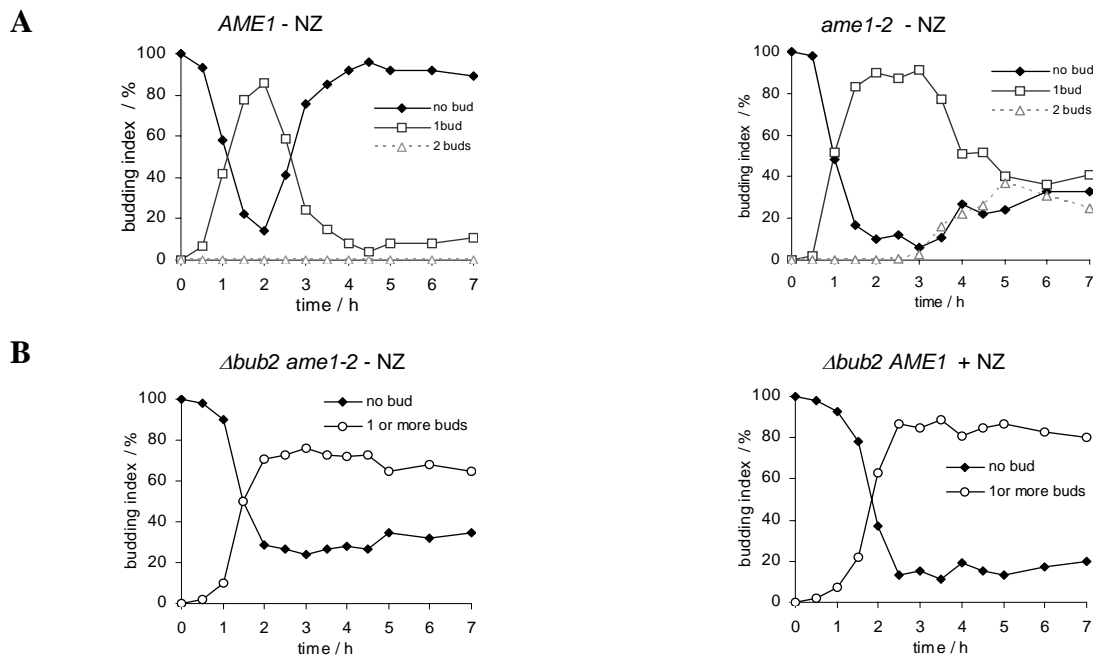 A
AME1 - NZ
budding index / %
100
80
60
40
20
0
no bud
1bud
2 buds
0 1 2 3 4 5 6 7
time / h
ame1-2 - NZ
budding index / %
100
80
60
40
20
0
no bud
1bud
2 buds
0 1 2 3 4 5 6 7
time / h
B
Δbub2 ame1-2 - NZ
budding index / %
100
80
60
40
20
0
no bud
1 or more buds
0 1 2 3 4 5 6 7
time / h
Δbub2 AME1 + NZ
budding index / %
100
80
60
40
20
0
no bud
1or more buds
0 1 2 3 4 5 6 7
time / h